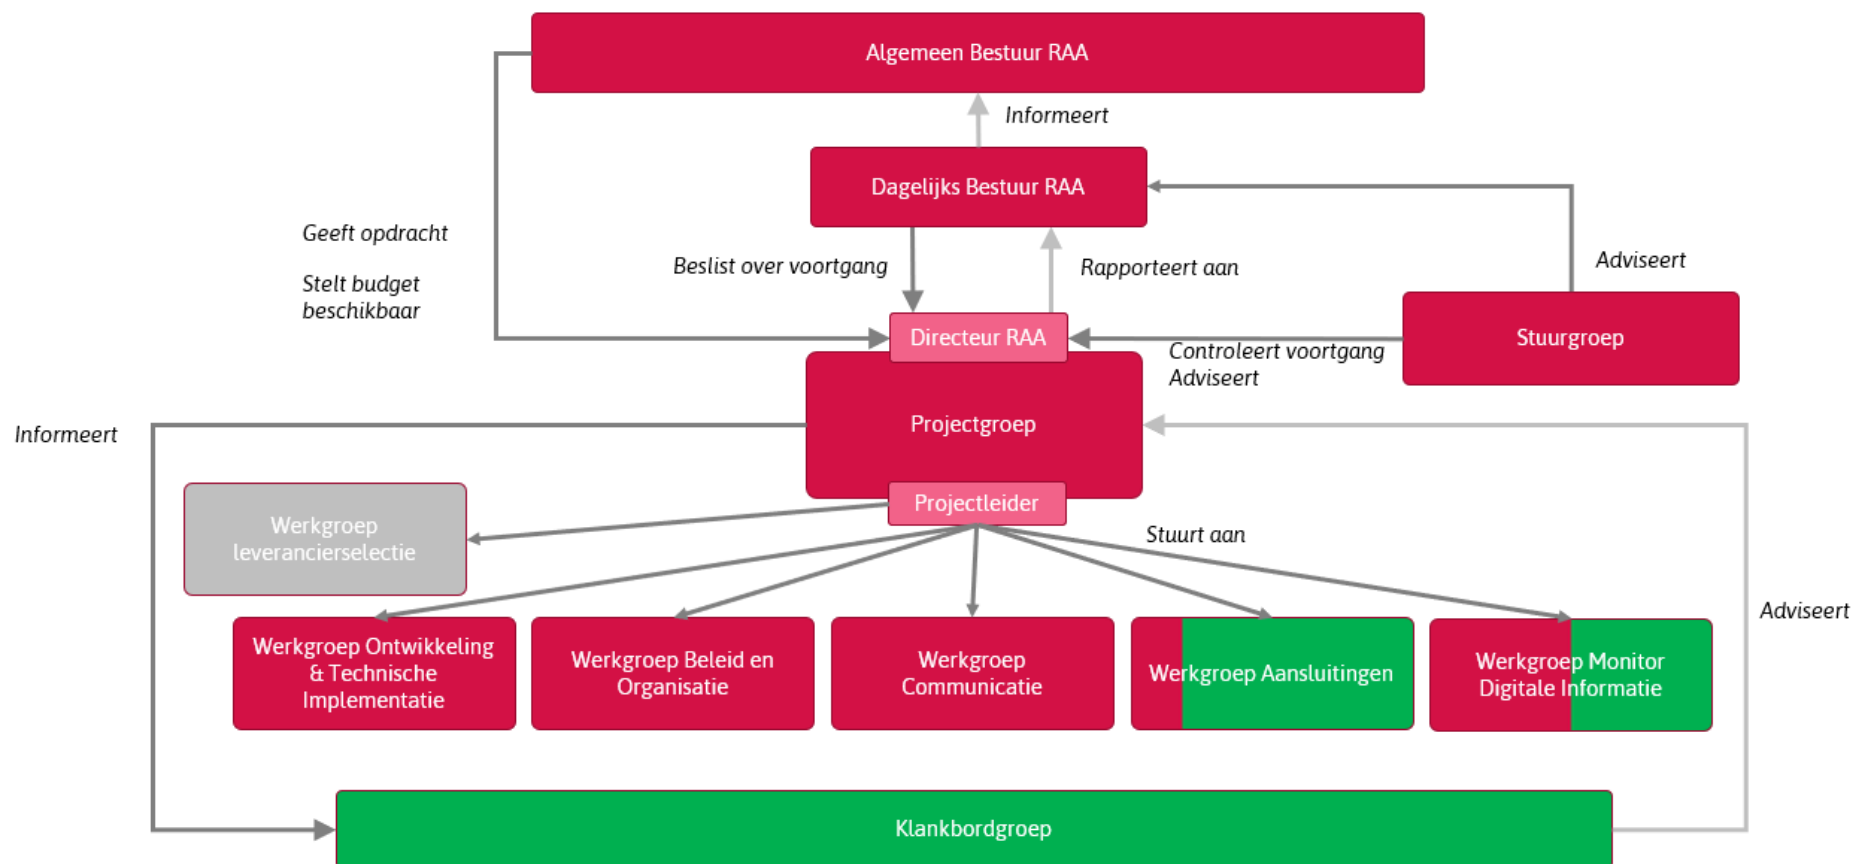 Algemeen Bestuur RAA
Informeert
Dagelijks Bestuur RAA
Geeft opdracht
Stelt budget
beschikbaar
Beslist over voortgang
Rapporteert aan
Adviseert
Directeur RAA
Stuurgroep
Controleert voortgang
Adviseert
Projectgroep
Informeert
Projectleider
Werkgroep
leverancierselectie
Stuurt aan
Adviseert
Werkgroep Ontwikkeling
& Technische
Implementatie
Werkgroep Beleid en
Organisatie
Werkgroep
Communicatie
Werkgroep Aansluitingen
Werkgroep Monitor
Digitale Informatie
Klankbordgroep